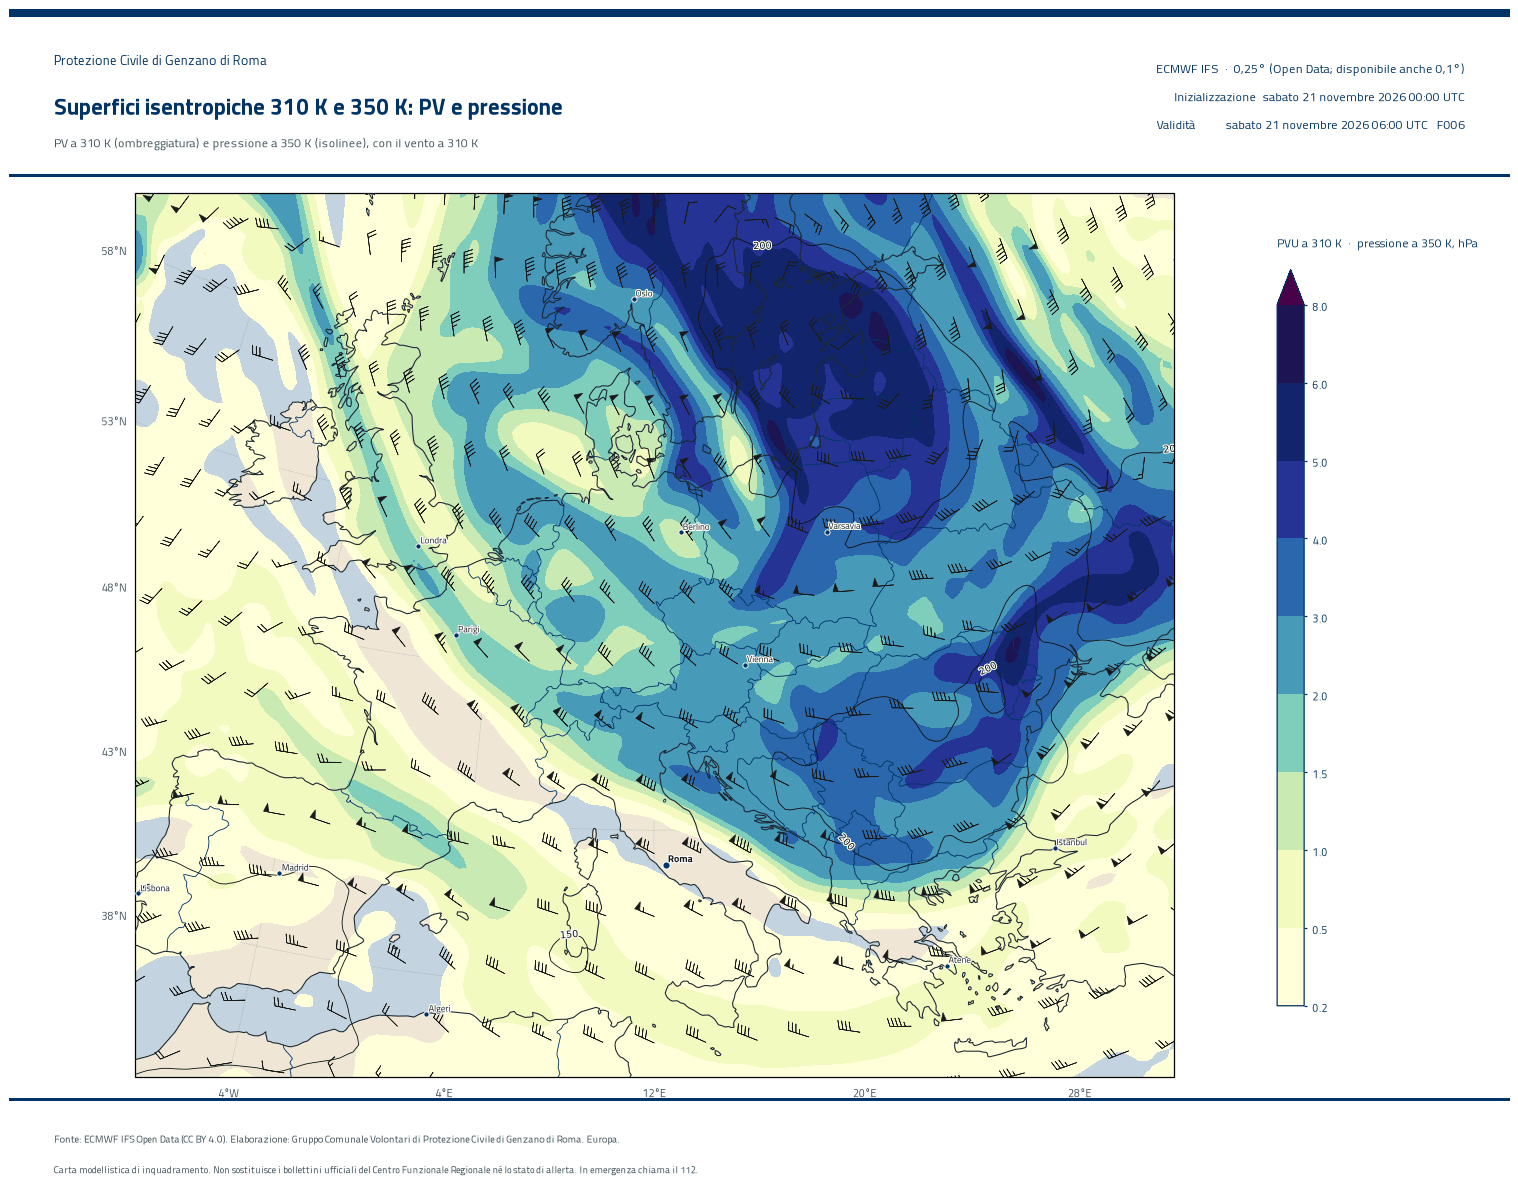 Protezione Civile di Genzano di Roma
Superfici isentropiche 310 K e 350 K: PV e pressione
PV a 310 K (ombreggiatura) e pressione a 350 K (isolinee), con il vento a 310 K
ECMWF IFS · 0,25° (Open Data; disponibile anche 0,1°)
Inizializzazione sabato 21 novembre 2026 00:00 UTC
Validità sabato 21 novembre 2026 06:00 UTC F006
PVU a 310 K · pressione a 350 K, hPa
8.0
6.0
5.0
4.0
3.0
2.0
1.5
1.0
0.5
0.2
58°N
53°N
48°N
43°N
38°N
4°W
4°E
12°E
20°E
28°E
200
Oslo
20
Berlino
Varsavia
Londra
Parigi
Vienna
200
200
Istanbul
Roma
Madrid
Lisbona
150
Atene
Algeri
Fonte: ECMWF IFS Open Data (CC BY 4.0). Elaborazione: Gruppo Comunale Volontari di Protezione Civile di Genzano di Roma. Europa.
Carta modellistica di inquadramento. Non sostituisce i bollettini ufficiali del Centro Funzionale Regionale né lo stato di allerta. In emergenza chiama il 112.